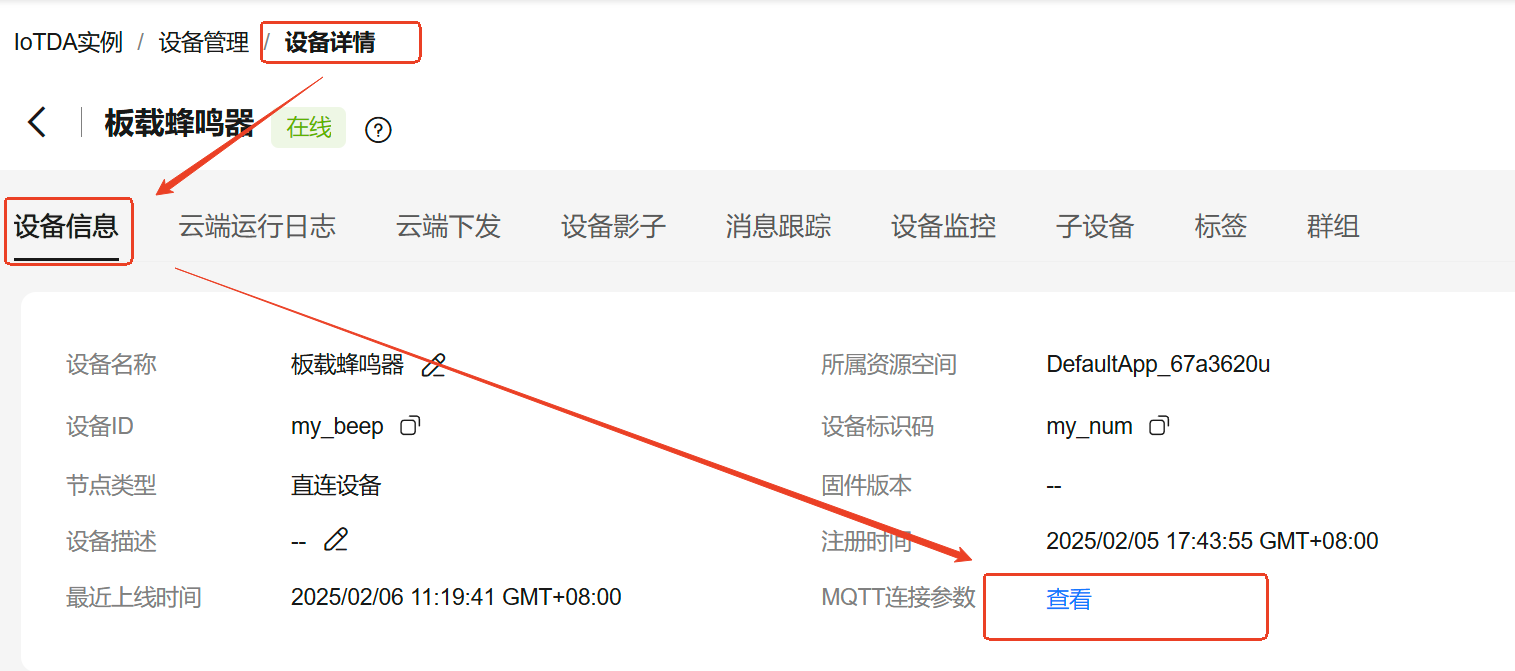 IoTDA实例 / 设备管理 / 设备详情
板载蜂鸣器 在线 ?
设备信息 云端运行日志 云端下发 设备影子 消息跟踪 设备监控 子设备 标签 群组
设备名称 板载蜂鸣器 所属资源空间 DefaultApp_67a3620u
设备ID my_beep 设备标识码 my_num
节点类型 直连设备 固件版本 --
设备描述 -- 注册时间 2025/02/05 17:43:55 GMT+08:00
最近上线时间 2025/02/06 11:19:41 GMT+08:00 MQTT连接参数 查看